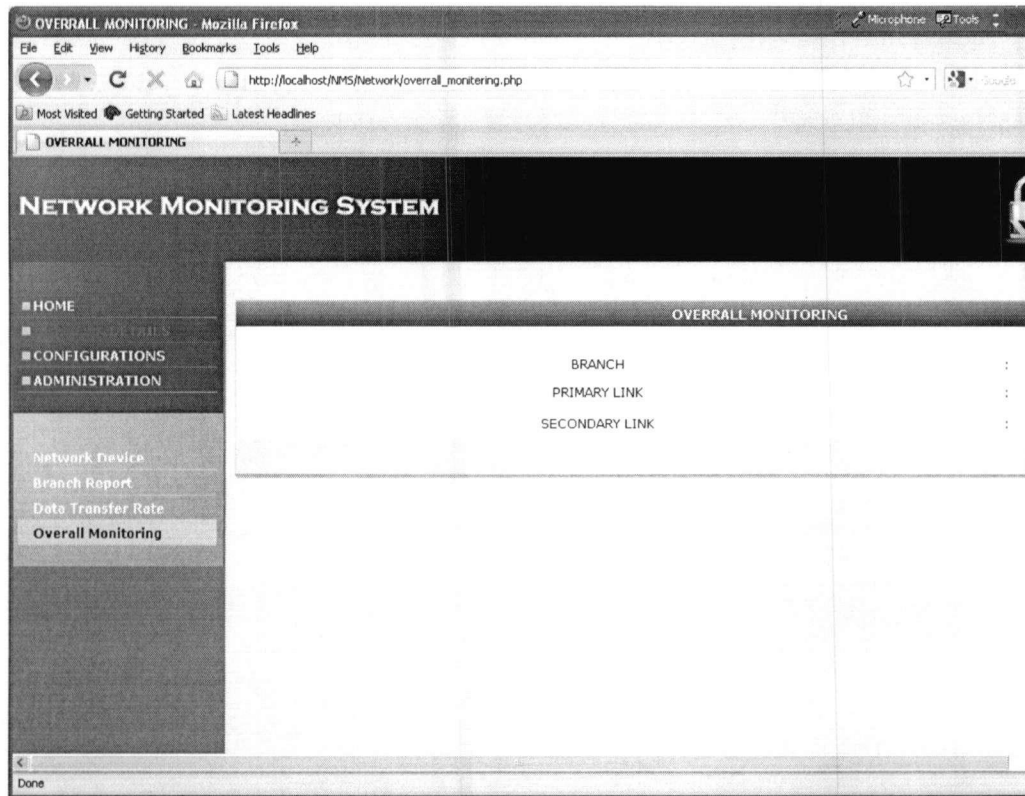 OVERRALL MONITORING - Mozilla Firefox
Microphone Tools
File Edit View History Bookmarks Tools Help
http://localhost/NMS/Network/overrall_monitering.php
Most Visited Getting Started Latest Headlines
OVERRALL MONITORING
NETWORK MONITORING SYSTEM
HOME
CONFIGURATIONS
ADMINISTRATION
Network Device
Branch Report
Data Transfer Rate
Overall Monitoring
OVERRALL MONITORING
BRANCH :
PRIMARY LINK :
SECONDARY LINK :
Done